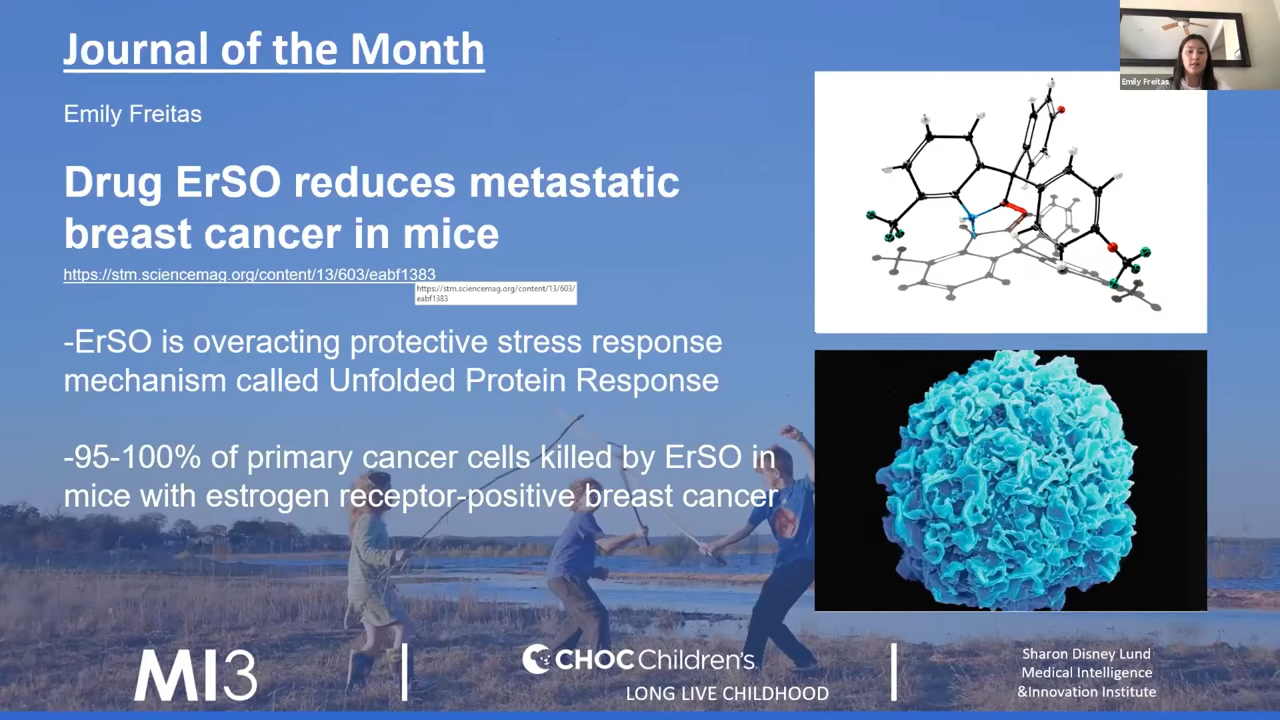 Journal of the Month
Emily Freitas
Emily Freitas
Drug ErSO reduces metastatic
breast cancer in mice
https://stm.sciencemag.org/content/13/603/eabf1383
https://stm.sciencemag.org/content/13/603/
eabf1383
-ErSO is overacting protective stress response
mechanism called Unfolded Protein Response
-95-100% of primary cancer cells killed by ErSO in
mice with estrogen receptor-positive breast cancer
MI3
CHOC Children's.
LONG LIVE CHILDHOOD
Sharon Disney Lund
Medical Intelligence
&Innovation Institute